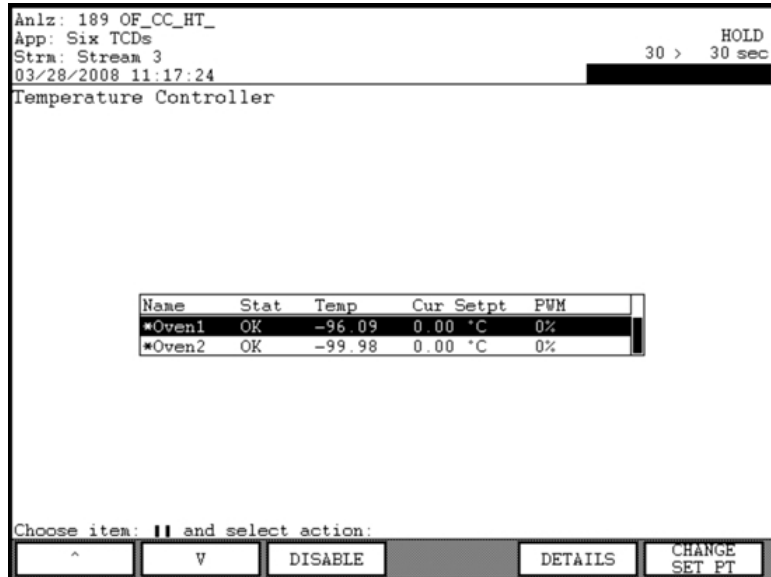 Anlz: 189 OF_CC_HT_
App: Six TCDs
HOLD
Strm: Stream 3
30 > 30 sec
03/28/2008 11:17:24
Temperature Controller
Name Stat Temp Cur Setpt PWM
*Oven1 OK -96.09 0.00 °C 0%
*Oven2 OK -99.98 0.00 °C 0%
Choose item: and select action:
^ V DISABLE DETAILS CHANGE SET PT